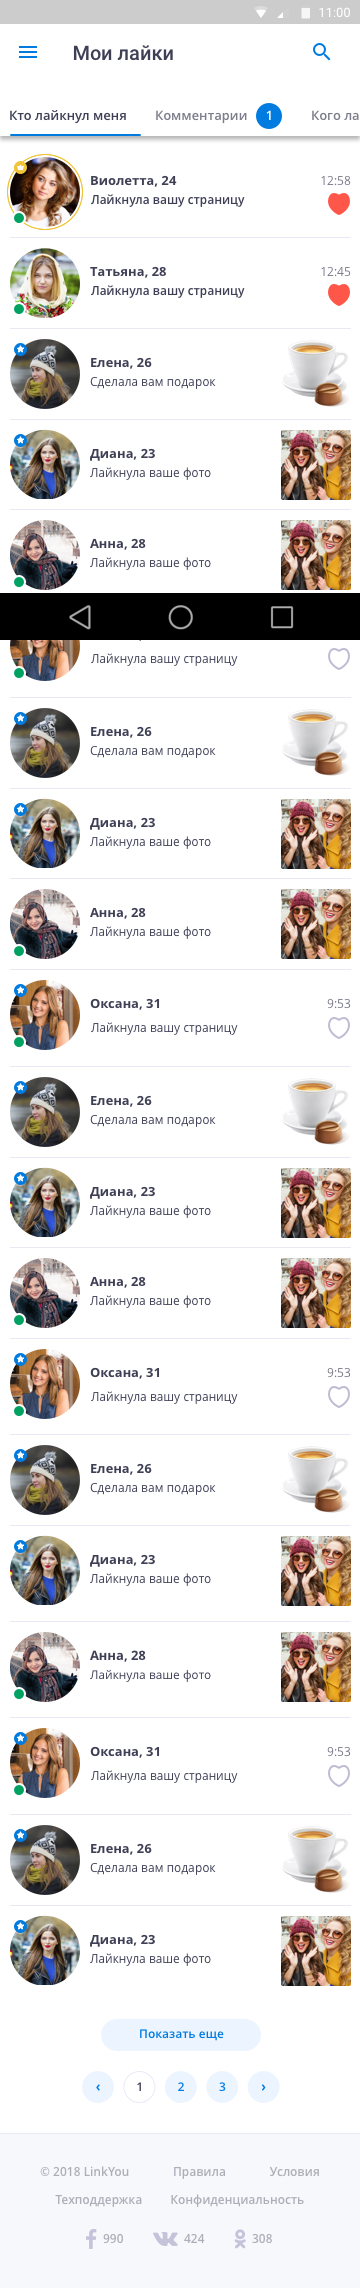 11:00
Мои лайки
Кто лайкнул меня Комментарии 1 Кого ла
Виолетта, 24 12:58
Лайкнула вашу страницу
Татьяна, 28 12:45
Лайкнула вашу страницу
Елена, 26
Сделала вам подарок
Диана, 23
Лайкнула ваше фото
Анна, 28
Лайкнула ваше фото
Лайкнула вашу страницу
Елена, 26
Сделала вам подарок
Диана, 23
Лайкнула ваше фото
Анна, 28
Лайкнула ваше фото
Оксана, 31 9:53
Лайкнула вашу страницу
Елена, 26
Сделала вам подарок
Диана, 23
Лайкнула ваше фото
Анна, 28
Лайкнула ваше фото
Оксана, 31 9:53
Лайкнула вашу страницу
Елена, 26
Сделала вам подарок
Диана, 23
Лайкнула ваше фото
Анна, 28
Лайкнула ваше фото
Оксана, 31 9:53
Лайкнула вашу страницу
Елена, 26
Сделала вам подарок
Диана, 23
Лайкнула ваше фото
Показать еще
‹ 1 2 3 ›
© 2018 LinkYou Правила Условия
Техподдержка Конфиденциальность
990 424 308